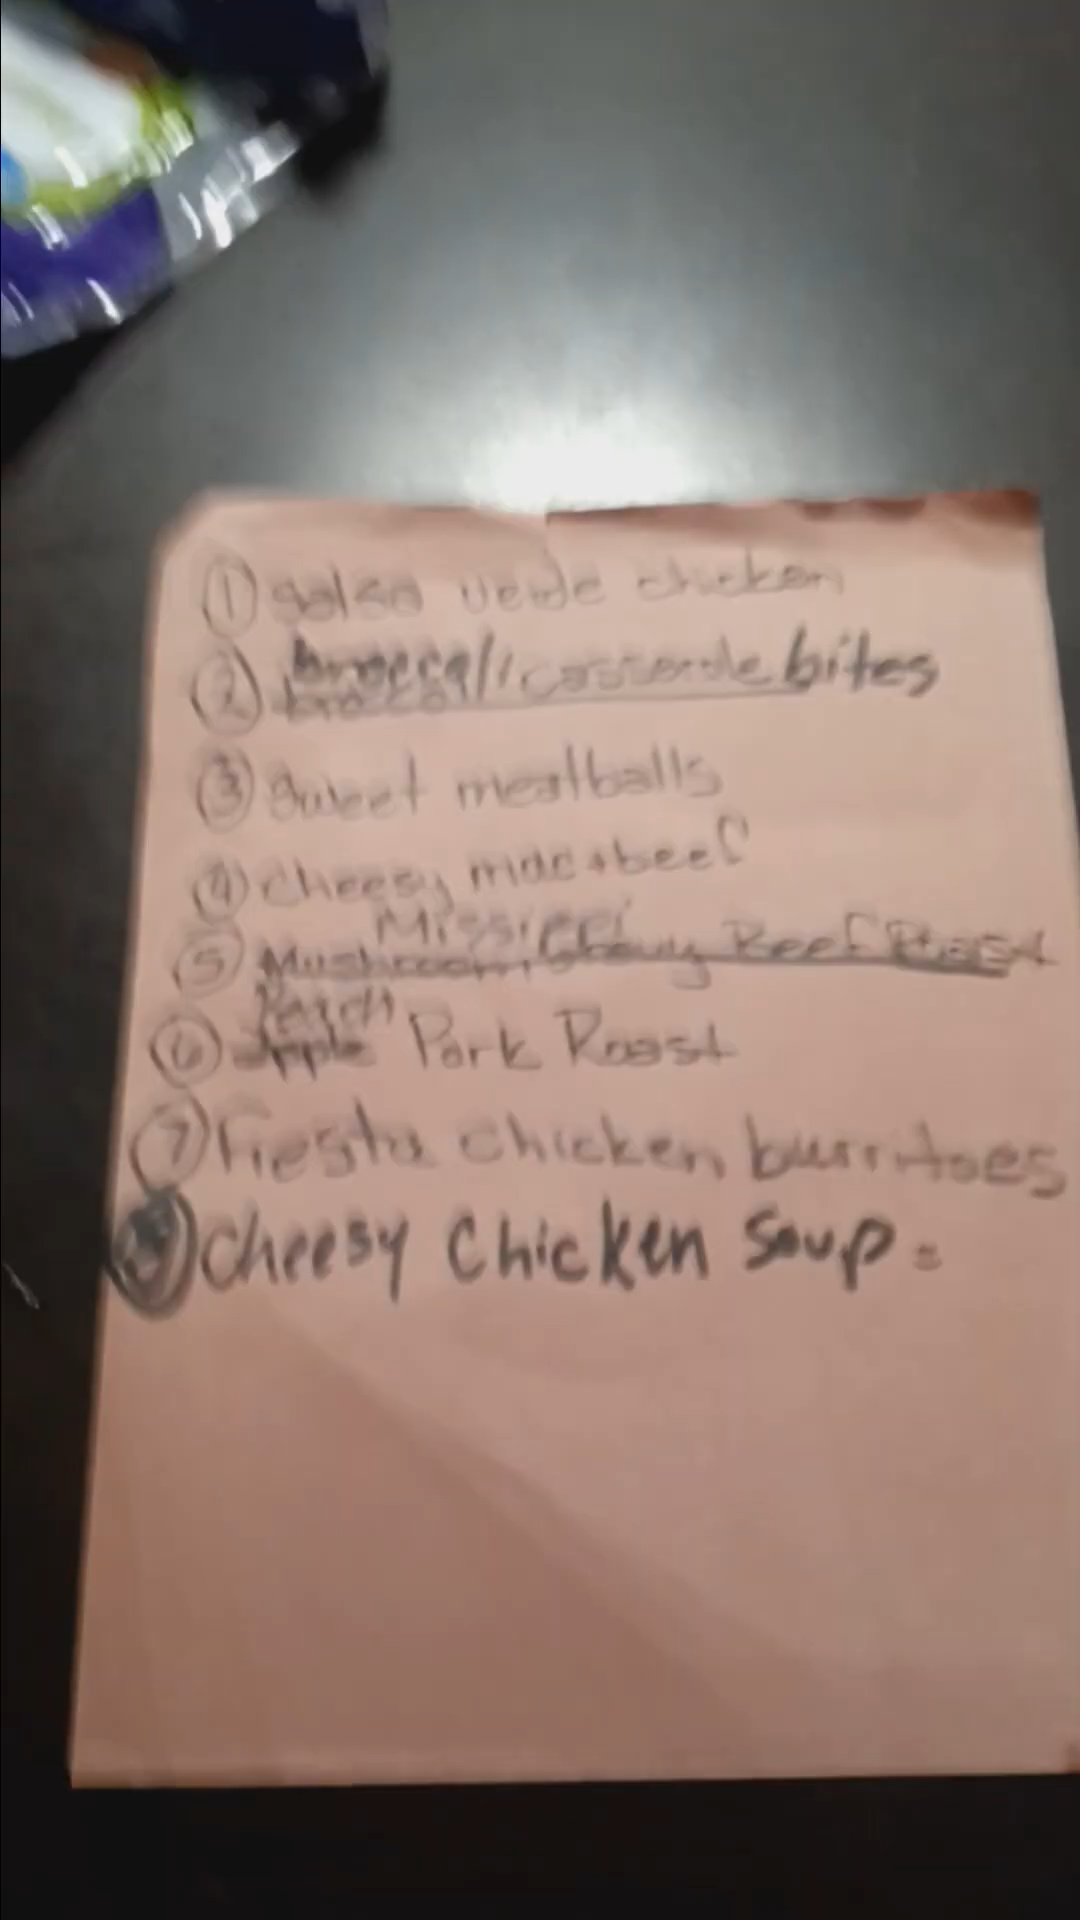 ① salsa verde chicken
② broccoli casserole bites
③ sweet meatballs
④ cheesy mac + beef
Missippi
⑤ Mushroom Gravy Beef Roast
Peach
⑥ apple Pork Roast
⑦ Fiesta chicken burritoes
cheesy chicken soup =